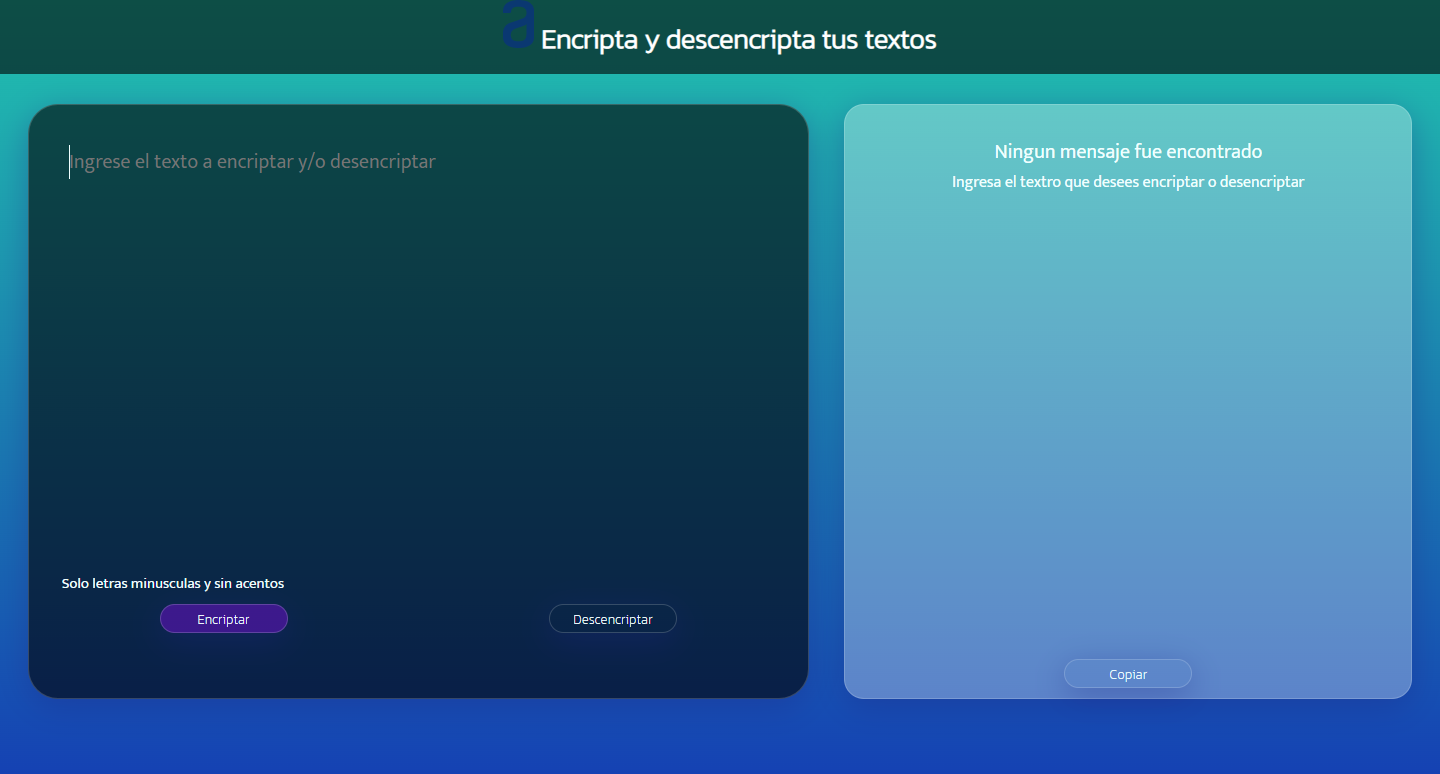 a Encripta y descencripta tus textos
Ingrese el texto a encriptar y/o desencriptar
Solo letras minusculas y sin acentos
Encriptar
Descencriptar
Ningun mensaje fue encontrado
Ingresa el textro que desees encriptar o desencriptar
Copiar